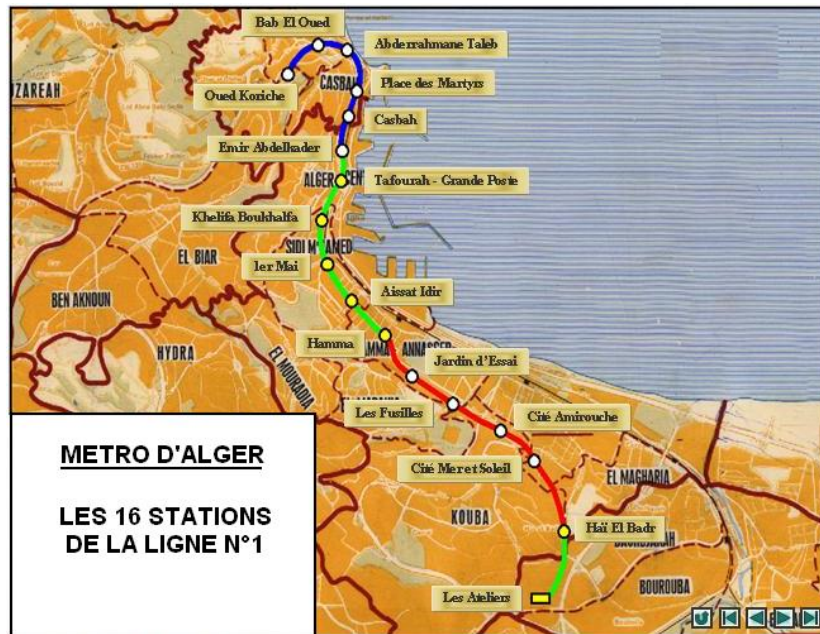 Bab El Oued
Abderrahmane Taleb
Oued Koriche
CASBAH
Place des Martyrs
Casbah
Emir Abdelkader
ALGER CENT
Tafourah - Grande Poste
Khelifa Boukhalfa
SIDI M'HAMED
EL BIAR
1er Mai
BEN AKNOUN
Aissat Idir
HYDRA
Hamma
ANNASSER
EL MOURADIA
Jardin d'Essai
Les Fusilles
Cité Amirouche
Cité Mer et Soleil
EL MAGHARIA
KOUBA
Haï El Badr
BOUROUBA
Les Ateliers
METRO D'ALGER
LES 16 STATIONS
DE LA LIGNE N°1